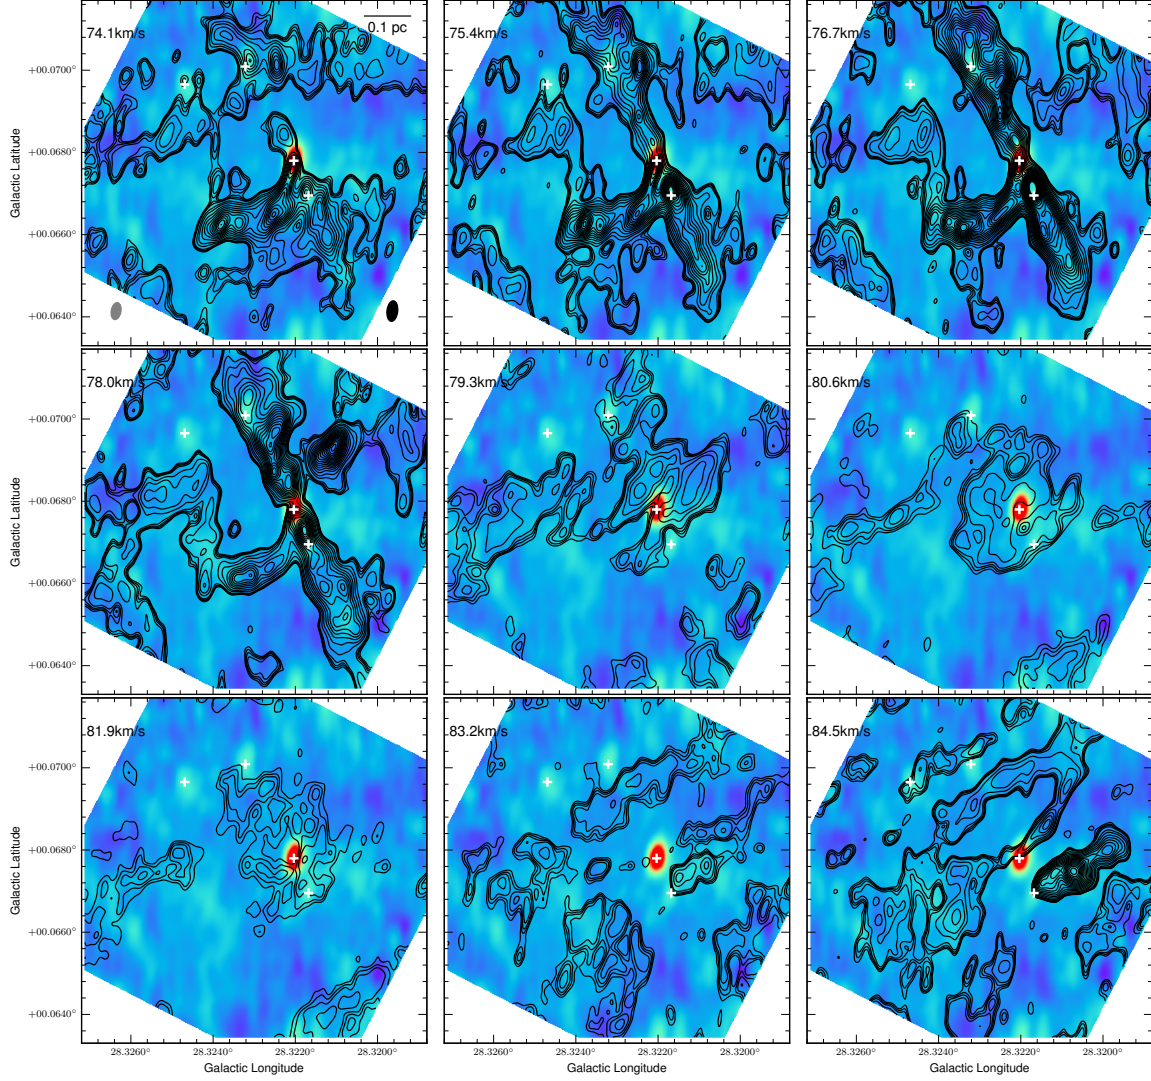 74.1km/s
0.1 pc
75.4km/s
76.7km/s
+00.0700°
+00.0680°
+00.0660°
+00.0640°
Galactic Latitude
78.0km/s
79.3km/s
80.6km/s
+00.0700°
+00.0680°
+00.0660°
+00.0640°
Galactic Latitude
81.9km/s
83.2km/s
84.5km/s
+00.0700°
+00.0680°
+00.0660°
+00.0640°
Galactic Latitude
28.3260° 28.3240° 28.3220° 28.3200°
28.3260° 28.3240° 28.3220° 28.3200°
28.3260° 28.3240° 28.3220° 28.3200°
Galactic Longitude
Galactic Longitude
Galactic Longitude